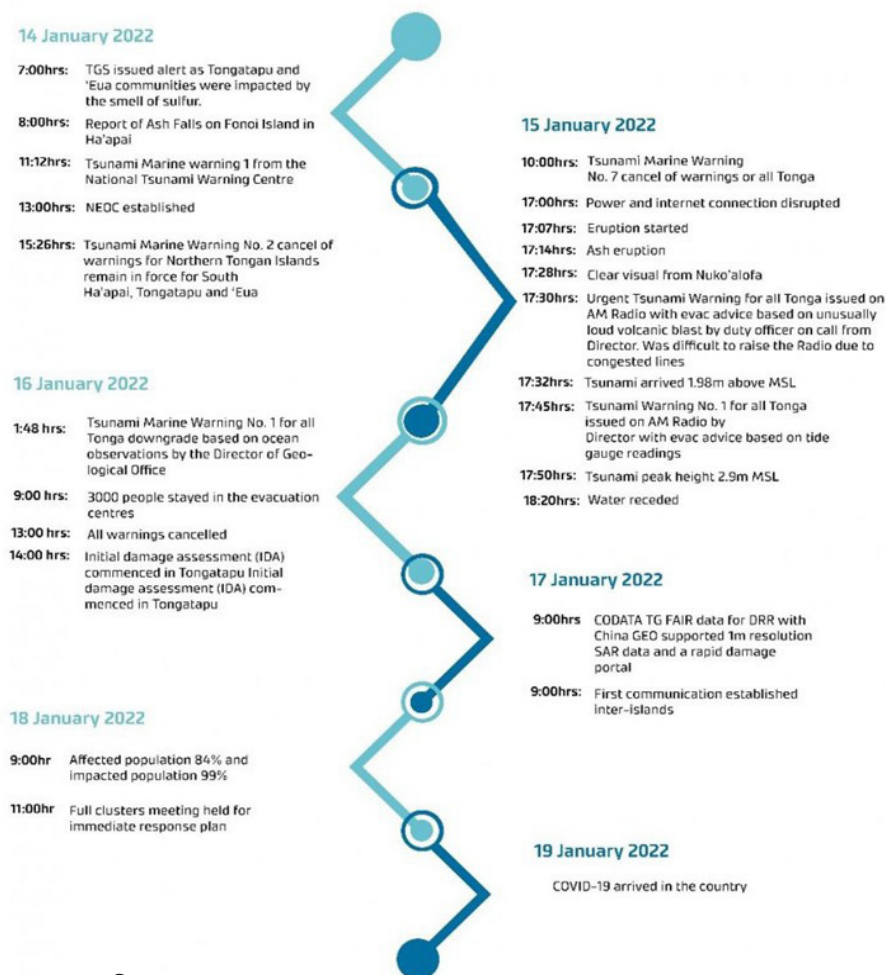 14 January 2022
7:00hrs: TGS issued alert as Tongatapu and
'Eua communities were impacted by
the smell of sulfur.
8:00hrs: Report of Ash Falls on Fonoi Island in
Ha'apai
11:12hrs: Tsunami Marine warning 1 from the
National Tsunami Warning Centre
13:00hrs: NEOC established
15:26hrs: Tsunami Marine Warning No. 2 cancel of
warnings for Northern Tongan Islands
remain in force for South
Ha'apai, Tongatapu and 'Eua
15 January 2022
10:00hrs: Tsunami Marine Warning
No. 7 cancel of warnings or all Tonga
17:00hrs: Power and internet connection disrupted
17:07hrs: Eruption started
17:14hrs: Ash eruption
17:28hrs: Clear visual from Nuko'alofa
17:30hrs: Urgent Tsunami Warning for all Tonga issued on
AM Radio with evac advice based on unusually
loud volcanic blast by duty officer on call from
Director. Was difficult to raise the Radio due to
congested lines
17:32hrs: Tsunami arrived 1.98m above MSL
17:45hrs: Tsunami Warning No. 1 for all Tonga
issued on AM Radio by
Director with evac advice based on tide
gauge readings
17:50hrs: Tsunami peak height 2.9m MSL
18:20hrs: Water receded
16 January 2022
1:48 hrs: Tsunami Marine Warning No. 1 for all
Tonga downgrade based on ocean
observations by the Director of Geo-
logical Office
9:00 hrs: 3000 people stayed in the evacuation
centres
13:00 hrs: All warnings cancelled
14:00 hrs: Initial damage assessment (IDA)
commenced in Tongatapu Initial
damage assessment (IDA) com-
menced in Tongatapu
17 January 2022
9:00hrs CODATA TG FAIR data for DRR with
China GEO supported 1m resolution
SAR data and a rapid damage
portal
9:00hrs: First communication established
inter-islands
18 January 2022
9:00hr Affected population 84% and
impacted population 99%
11:00hr Full clusters meeting held for
immediate response plan
19 January 2022
COVID-19 arrived in the country